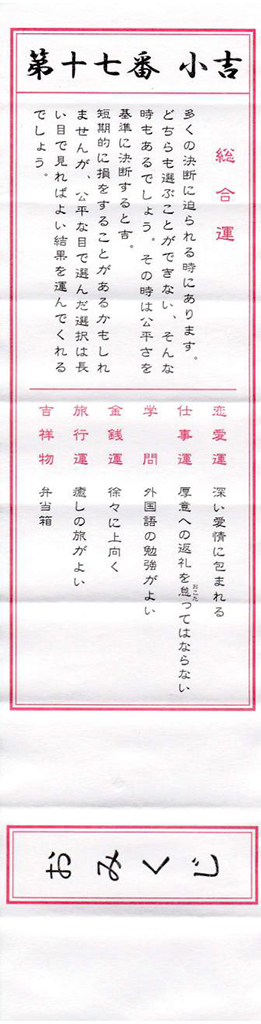 第十七番 小吉
総合運
多くの決断に迫られる時にあります。
どちらも選ぶことができない、そんな
時もあるでしょう。その時は公平さを
基準に決断すると吉。
短期的に損をすることがあるかもしれ
ませんが、公平な目で選んだ選択は長
い目で見ればよい結果を運んでくれる
でしょう。
恋愛運 深い愛情に包まれる
仕事運 厚意への返礼を怠ってはならない
おこた
学問 外国語の勉強がよい
金銭運 徐々に上向く
旅行運 癒しの旅がよい
吉祥物 弁当箱
おみくじ